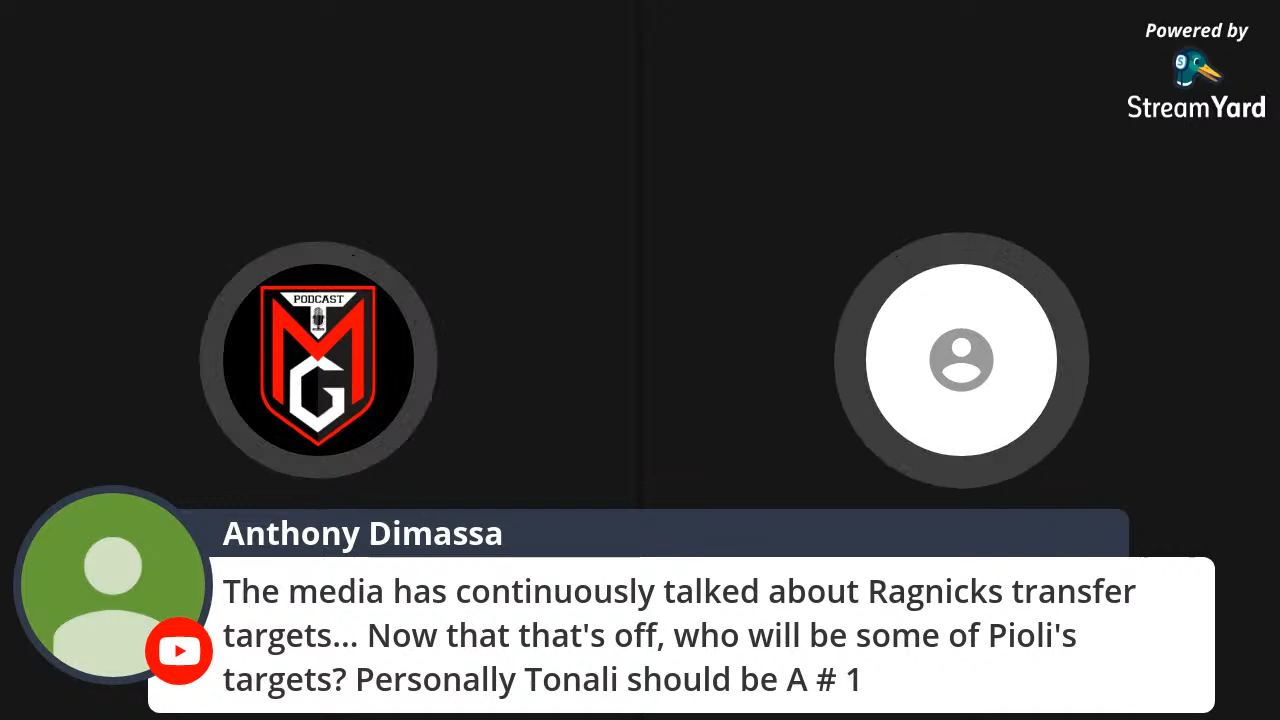 Powered by
StreamYard
PODCAST
MG
Anthony Dimassa
The media has continuously talked about Ragnicks transfer
targets... Now that that's off, who will be some of Pioli's
targets? Personally Tonali should be A # 1